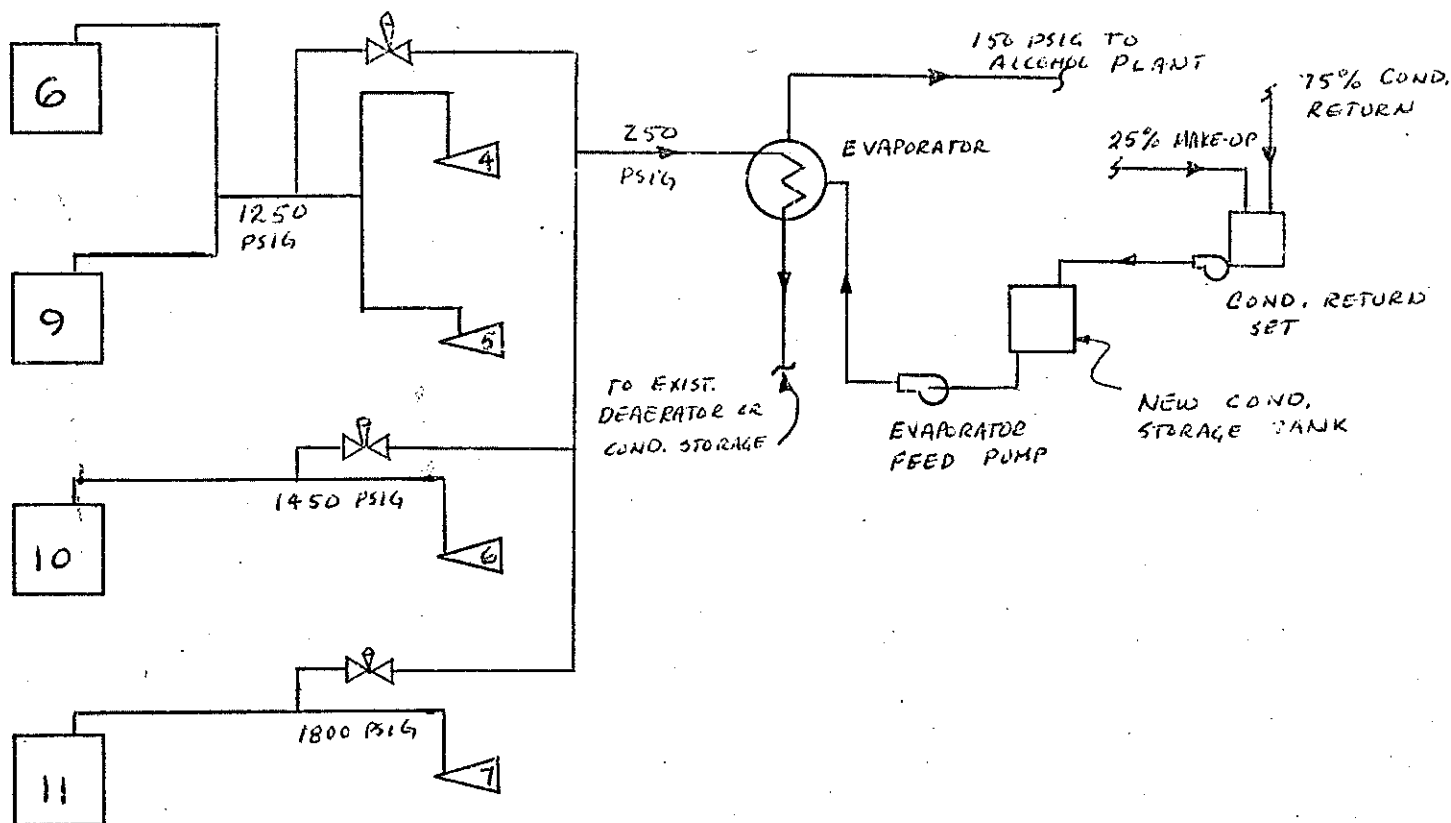 6
9
10
11
1250
PSIG
4
5
1450 PSIG
6
1800 PSIG
7
250
PSIG
150 PSIG TO
ALCOHOL PLANT
EVAPORATOR
75% COND.
RETURN
25% MAKE-UP
COND. RETURN
SET
NEW COND.
STORAGE TANK
EVAPORATOR
FEED PUMP
TO EXIST.
DEAERATOR OR
COND. STORAGE